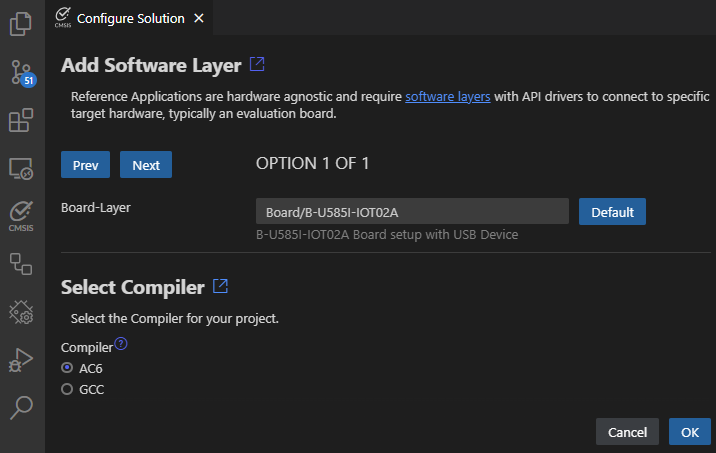 Configure Solution
CMSIS
Add Software Layer
51
Reference Applications are hardware agnostic and require software layers with API drivers to connect to specific
target hardware, typically an evaluation board.
Prev
Next
OPTION 1 OF 1
Board-Layer
Board/B-U585I-IOT02A
Default
CMSIS
B-U585I-IOT02A Board setup with USB Device
Select Compiler
Select the Compiler for your project.
Compiler
AC6
GCC
Cancel
OK